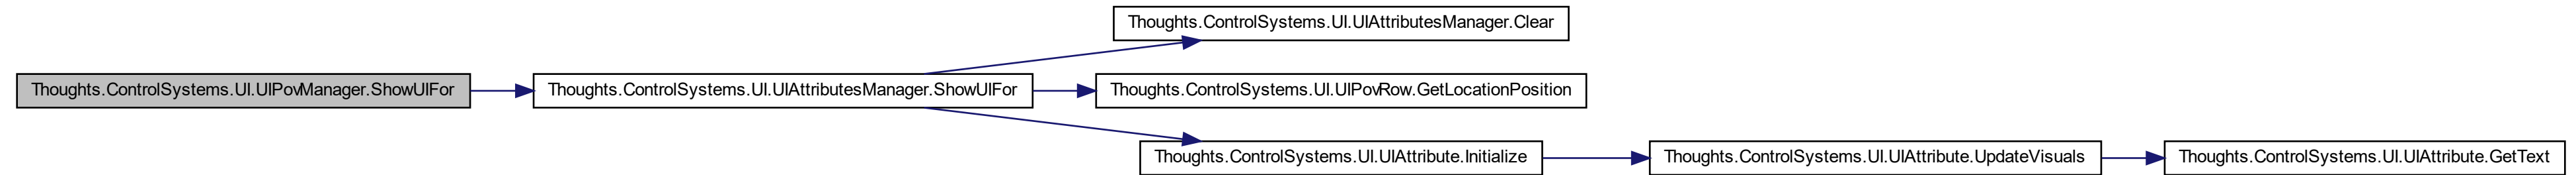 Thoughts.ControlSystems.UI.UIAttributesManager.Clear
Thoughts.ControlSystems.UI.UIPovManager.ShowUIFor
Thoughts.ControlSystems.UI.UIAttributesManager.ShowUIFor
Thoughts.ControlSystems.UI.UIPovRow.GetLocationPosition
Thoughts.ControlSystems.UI.UIAttribute.Initialize
Thoughts.ControlSystems.UI.UIAttribute.UpdateVisuals
Thoughts.ControlSystems.UI.UIAttribute.GetText